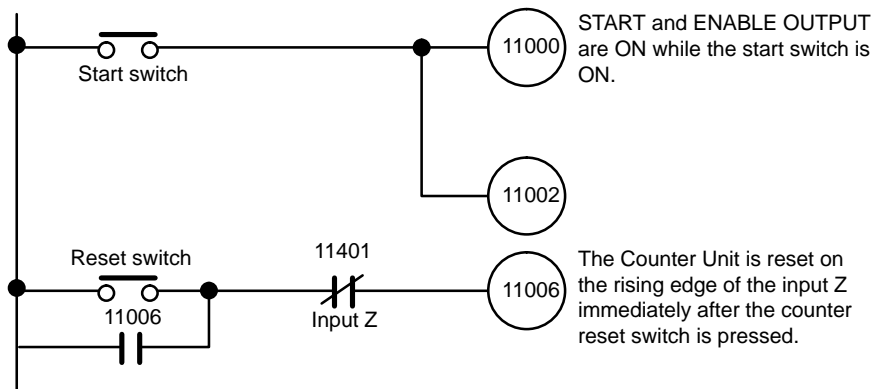 11000
START and ENABLE OUTPUT
are ON while the start switch is
ON.
Start switch
11002
Reset switch
11401
11006
The Counter Unit is reset on
the rising edge of the input Z
immediately after the counter
reset switch is pressed.
11006
Input Z